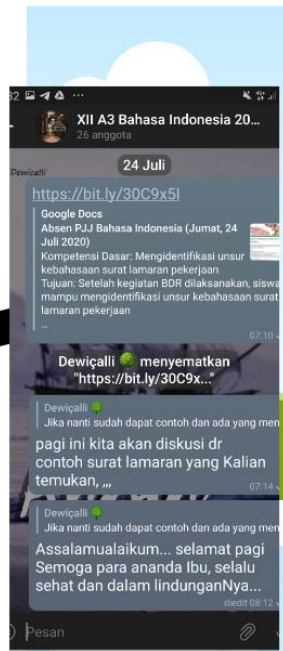 32
XII A3 Bahasa Indonesia 20...
26 anggota
Dewicalli
24 Juli
https://bit.ly/30C9x5I
Google Docs
Absen PJJ Bahasa Indonesia (Jumat, 24
Juli 2020)
Kompetensi Dasar: Mengidentifikasi unsur
kebahasaan surat lamaran pekerjaan
Tujuan: Setelah kegiatan BDR dilaksanakan, siswa
mampu mengidentifikasi unsur kebahasaan surat
lamaran pekerjaan
...
07:10
Dewiçalli menyematkan
"https://bit.ly/30C9x..."
Dewiçalli
Jika nanti sudah dapat contoh dan ada yang men
pagi ini kita akan diskusi dr
contoh surat lamaran yang Kalian
temukan, ,,,
07:14
Dewiçalli
Jika nanti sudah dapat contoh dan ada yang men
Assalamualaikum... selamat pagi
Semoga para ananda Ibu, selalu
sehat dan dalam lindunganNya...
diedit 08:12
Pesan